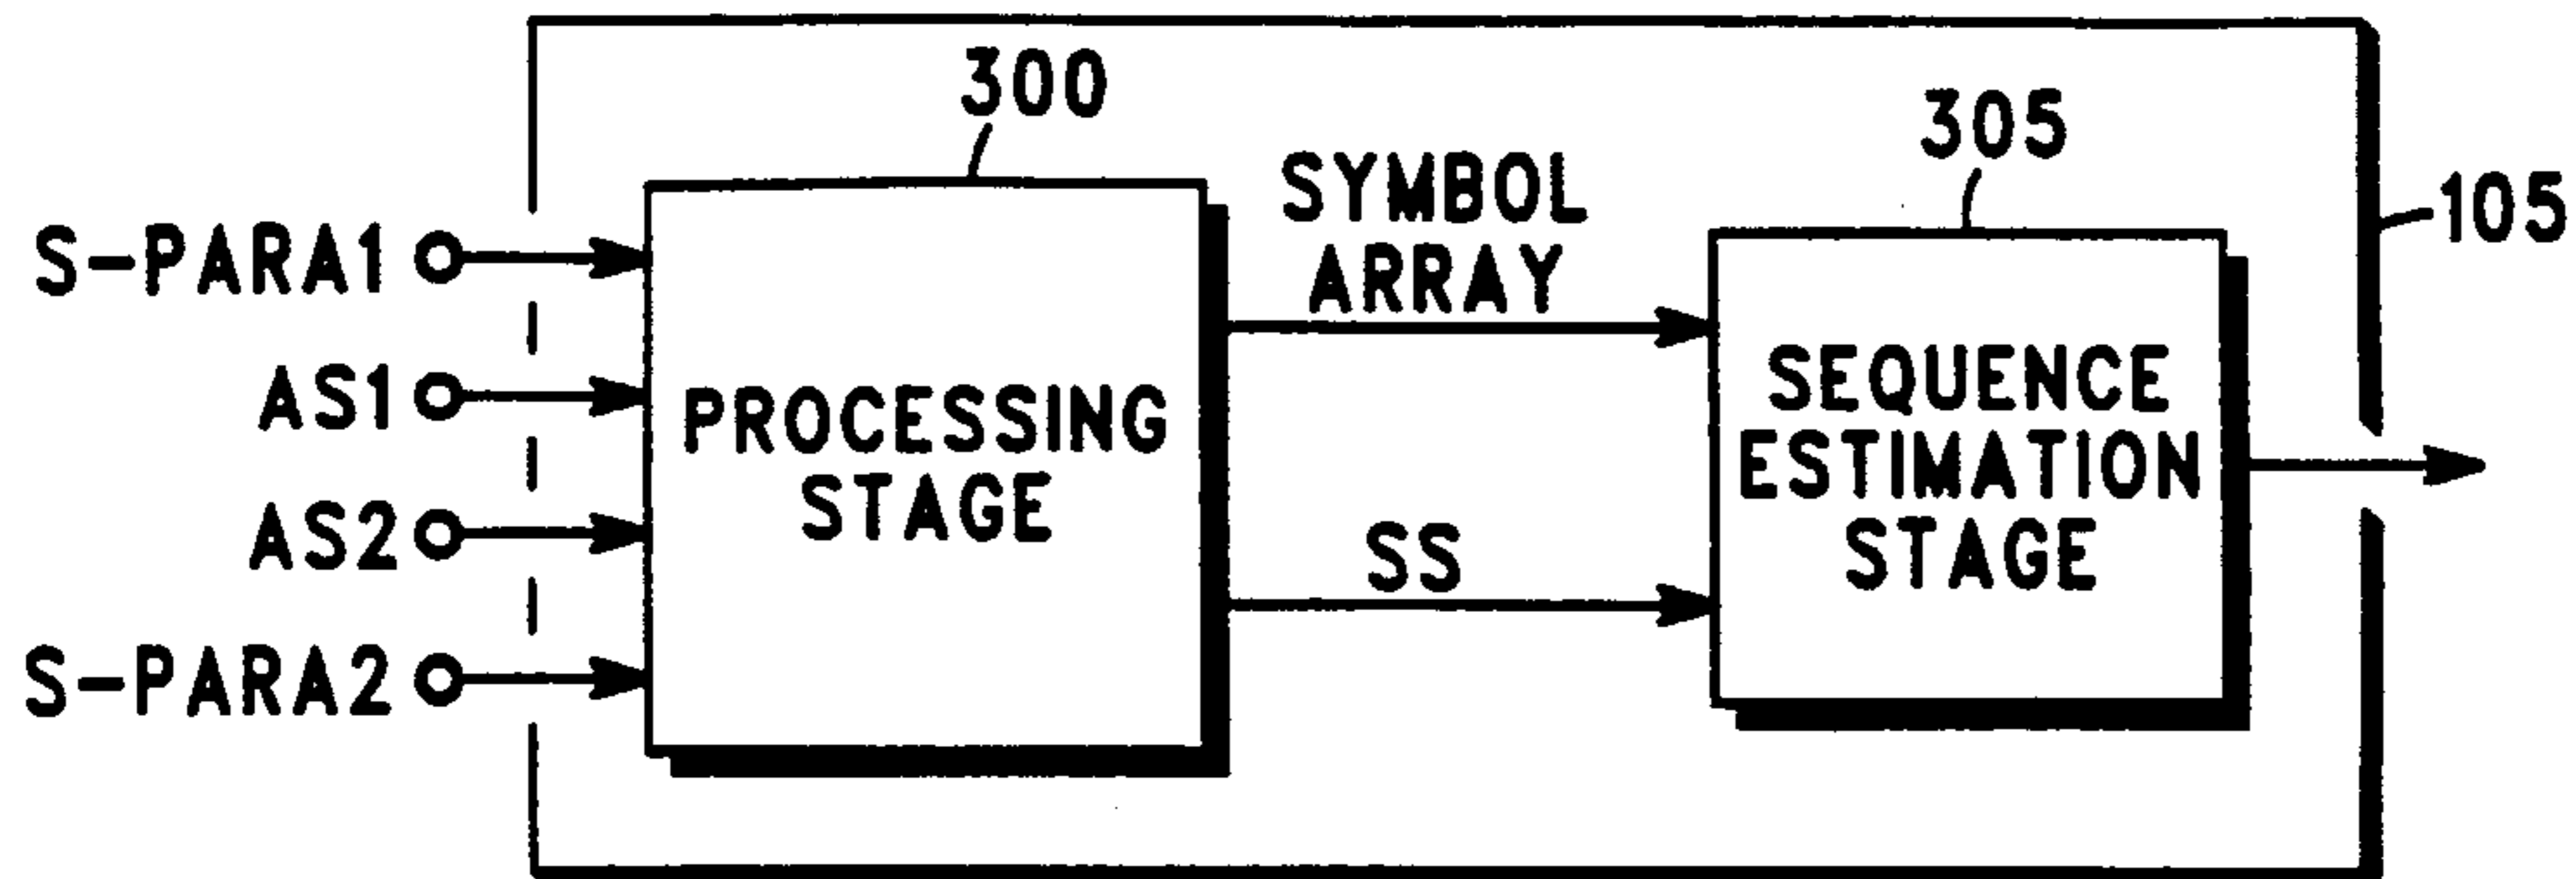 300
305
105
SYMBOL
ARRAY
S-PARA1
AS1
AS2
S-PARA2
PROCESSING
STAGE
SS
SEQUENCE
ESTIMATION
STAGE